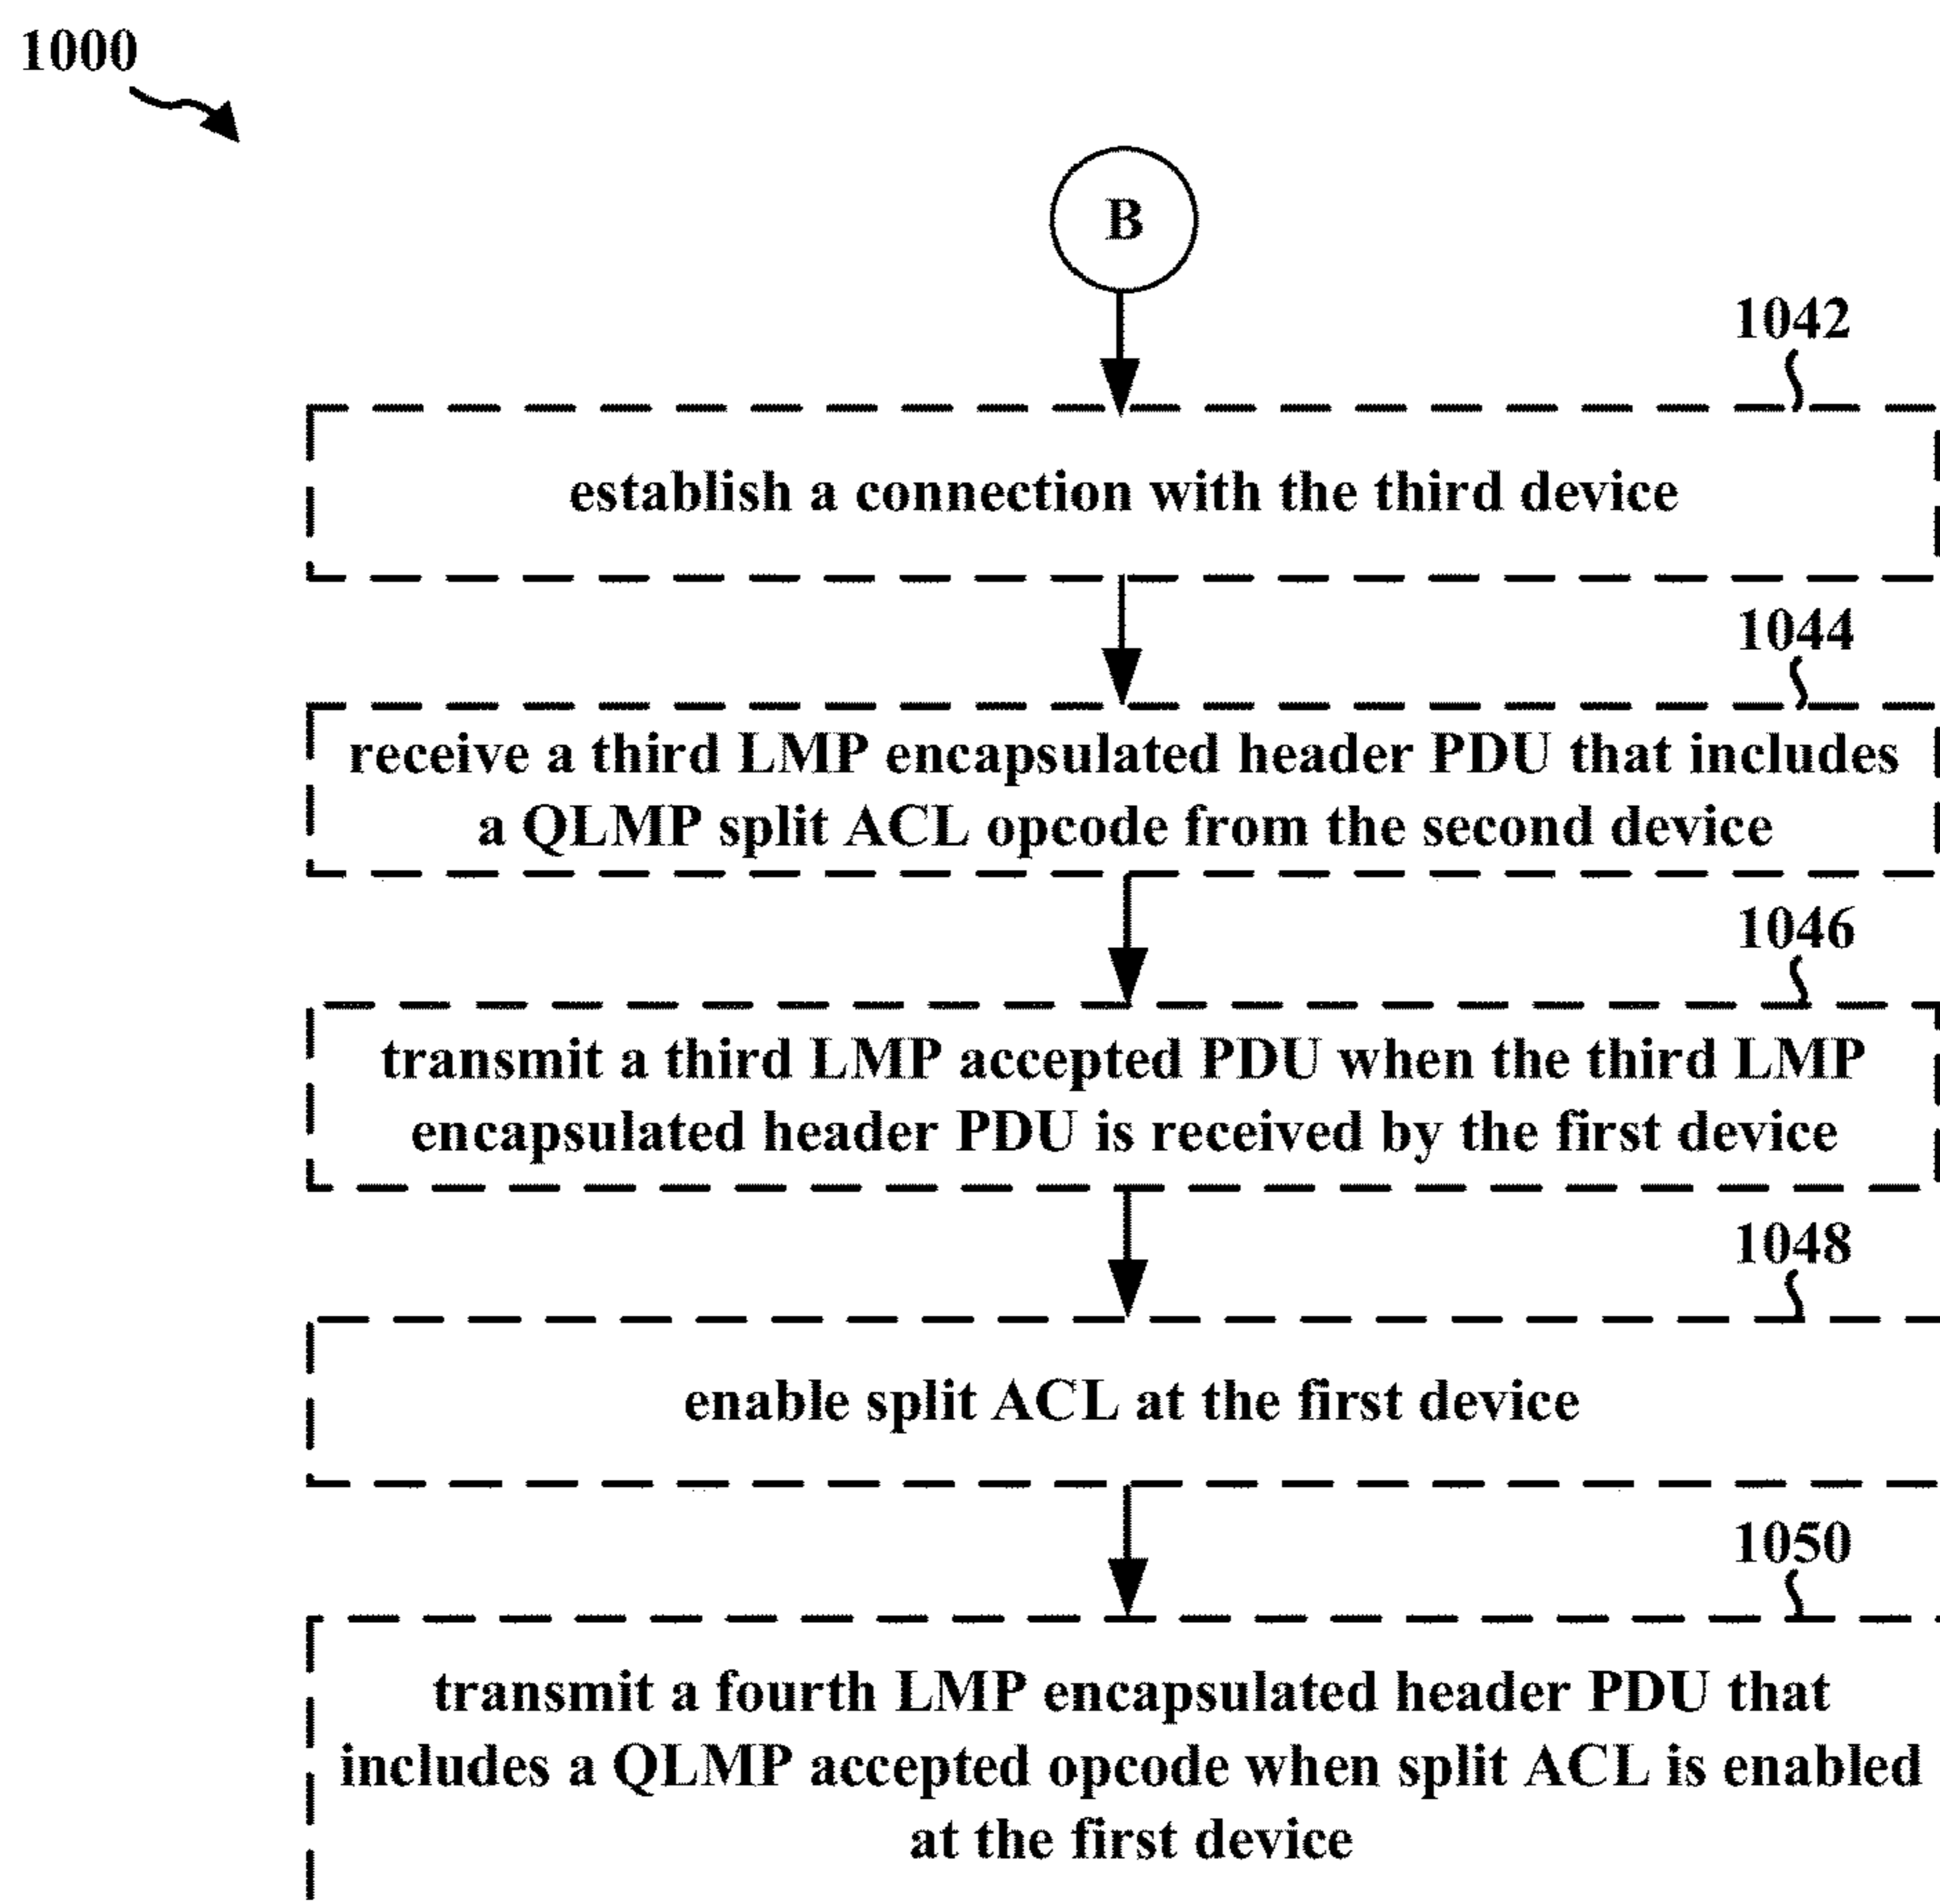 1000
B
1042
establish a connection with the third device
1044
receive a third LMP encapsulated header PDU that includes
a QLMP split ACL opcode from the second device
1046
transmit a third LMP accepted PDU when the third LMP
encapsulated header PDU is received by the first device
1048
enable split ACL at the first device
1050
transmit a fourth LMP encapsulated header PDU that
includes a QLMP accepted opcode when split ACL is enabled
at the first device